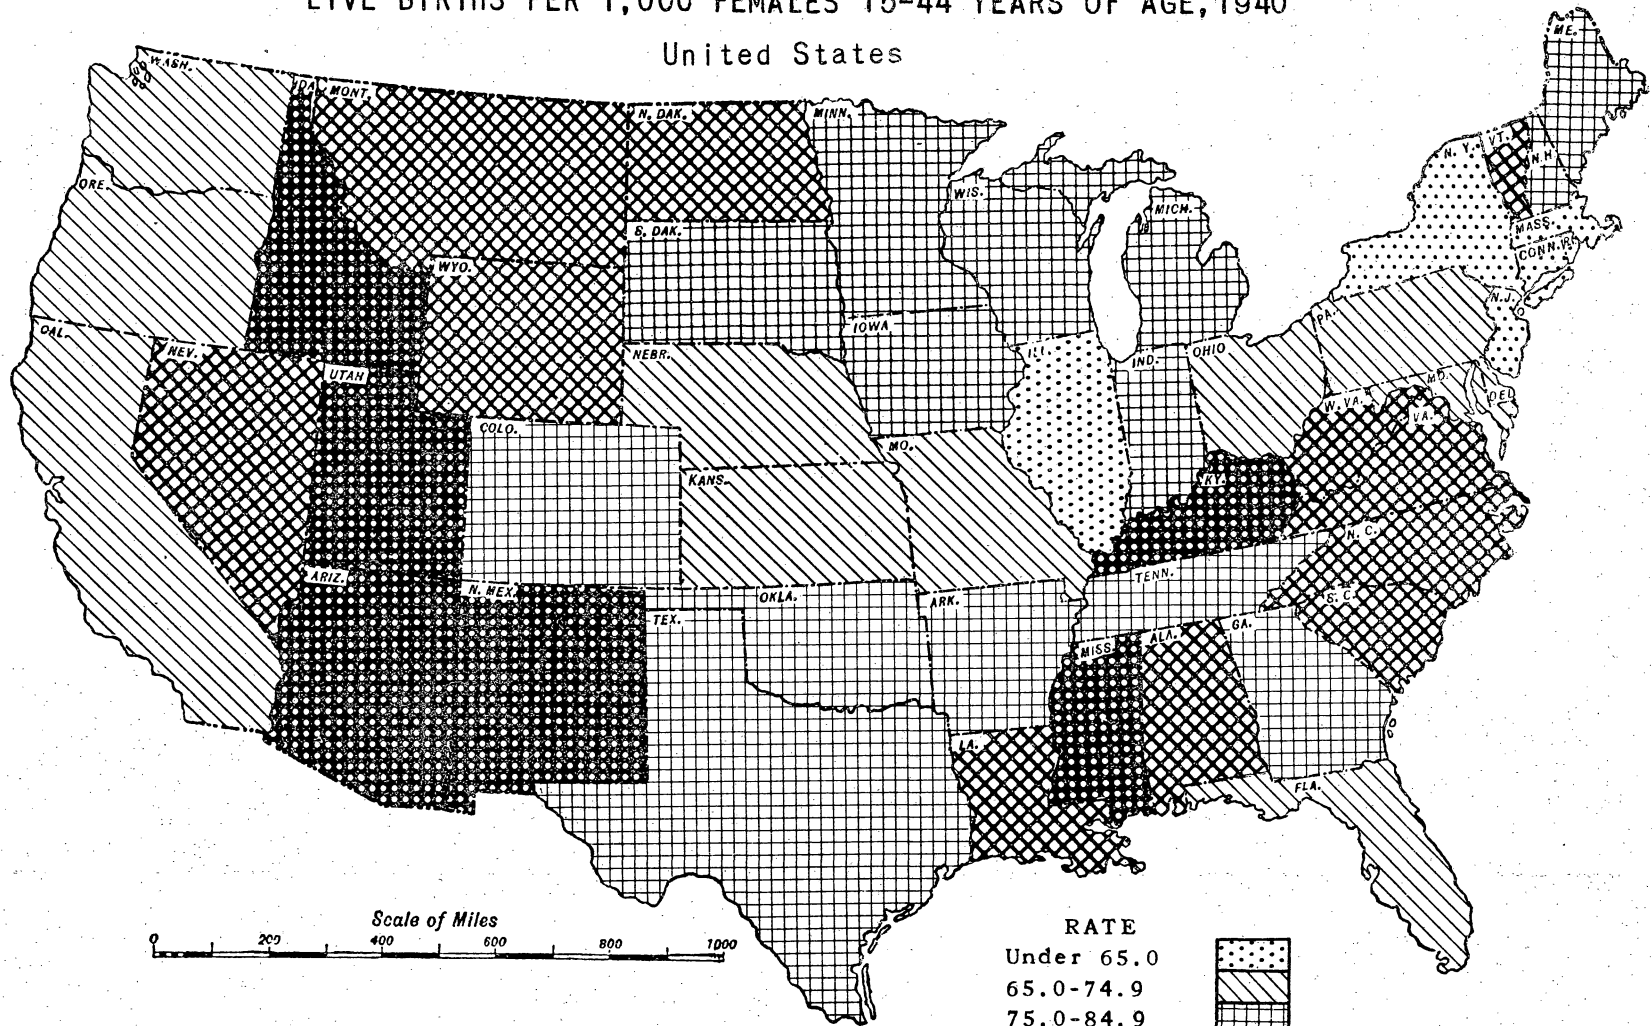 LIVE BIRTHS PER 1,000 FEMALES 15-44 YEARS OF AGE, 1940
United States
WASH.
IDA.
MONT.
N. DAK.
MINN.
ME.
N. Y.
VT.
N.H.
ORE.
WIS.
MICH.
MASS.
CONN.
R.I.
S. DAK.
WYO.
IOWA
N.J.
PA.
CAL.
NEV.
UTAH
NEBR.
ILL.
IND.
OHIO
MD.
DEL.
W. VA.
VA.
COLO.
KANS.
MO.
KY.
ARIZ.
N. MEX.
OKLA.
ARK.
TENN.
N. C.
S. C.
TEX.
MISS.
ALA.
GA.
LA.
FLA.
Scale of Miles
0 200 400 600 800 1000
RATE
Under 65.0
65.0-74.9
75.0-84.9